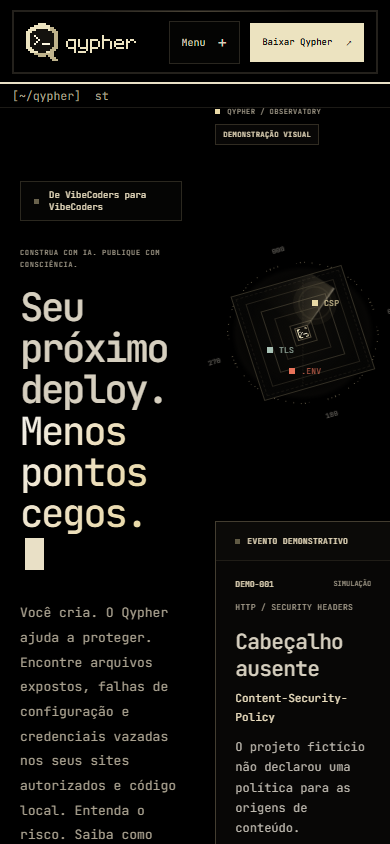 qypher
Menu +
Baixar Qypher ↗
[~/qypher] st
QYPHER / OBSERVATORY
DEMONSTRAÇÃO VISUAL
De VibeCoders para
VibeCoders
CONSTRUA COM IA. PUBLIQUE COM
CONSCIÊNCIA.
Seu
próximo
deploy.
Menos
pontos
cegos.
Você cria. O Qypher
ajuda a proteger.
Encontre arquivos
expostos, falhas de
configuração e
credenciais vazadas
nos seus sites
autorizados e código
local. Entenda o
risco. Saiba como
000
CSP
TLS
.ENV
270
180
EVENTO DEMONSTRATIVO
DEMO-001 SIMULAÇÃO
HTTP / SECURITY HEADERS
Cabeçalho
ausente
Content-Security-
Policy
O projeto fictício
não declarou uma
política para as
origens de
conteúdo.